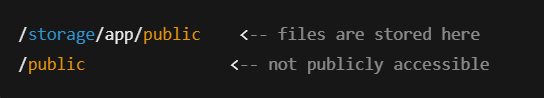 /storage/app/public    <-- files are stored here
/public                <-- not publicly accessible